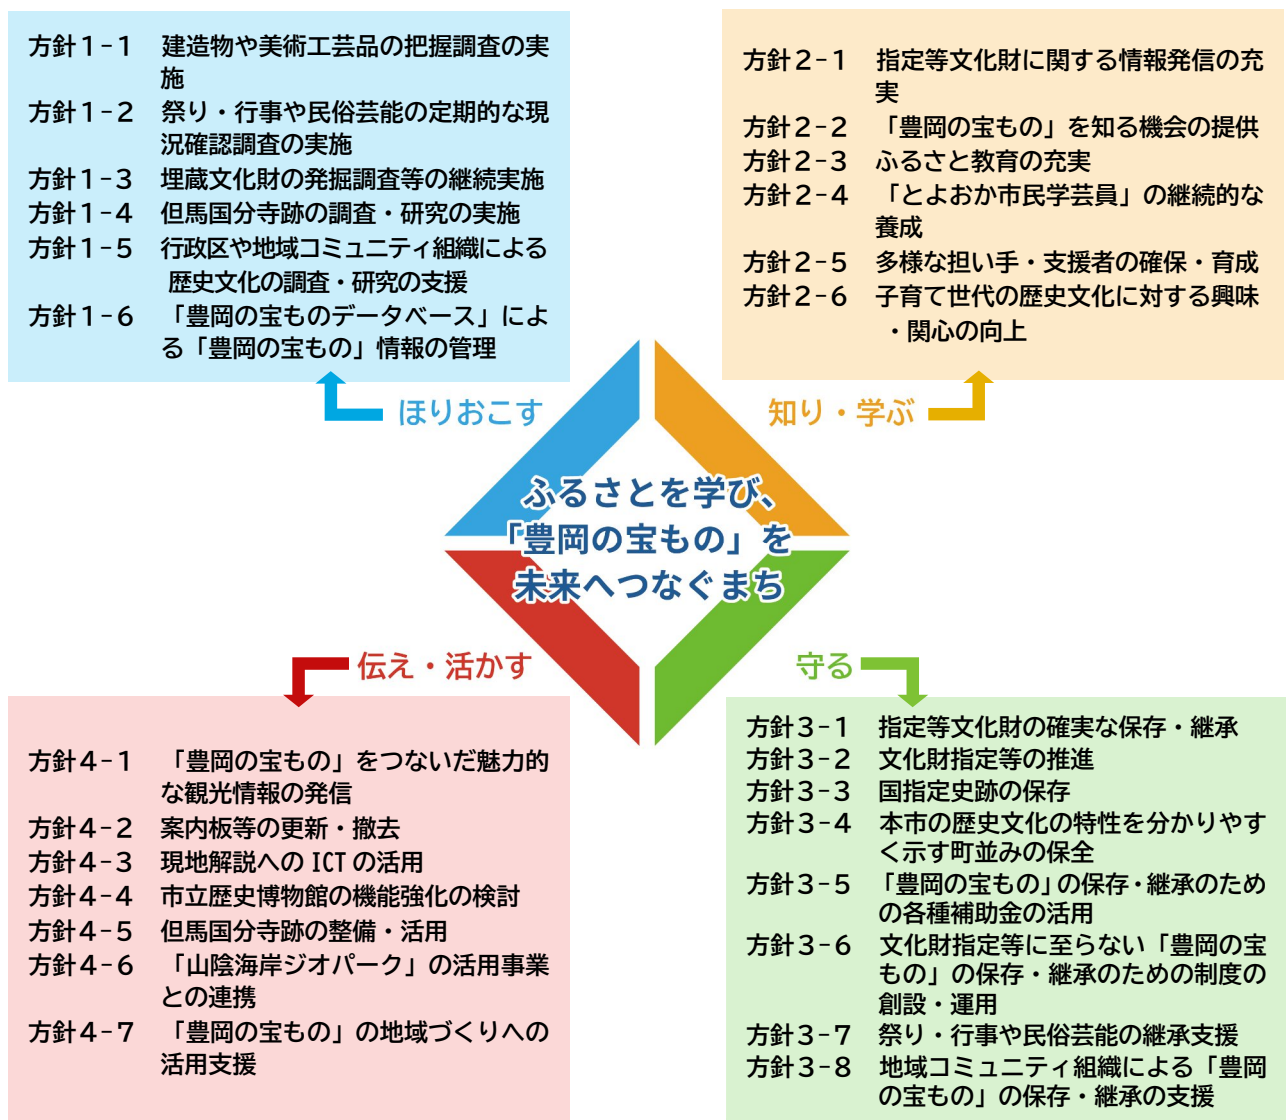 方針1-1 建造物や美術工芸品の把握調査の実
施
方針1-2 祭り・行事や民俗芸能の定期的な現
況確認調査の実施
方針1-3 埋蔵文化財の発掘調査等の継続実施
方針1-4 但馬国分寺跡の調査・研究の実施
方針1-5 行政区や地域コミュニティ組織による
歴史文化の調査・研究の支援
方針1-6 「豊岡の宝ものデータベース」によ
る「豊岡の宝もの」情報の管理
ほりおこす
方針2-1 指定等文化財に関する情報発信の充
実
方針2-2 「豊岡の宝もの」を知る機会の提供
方針2-3 ふるさと教育の充実
方針2-4 「とよおか市民学芸員」の継続的な
養成
方針2-5 多様な担い手・支援者の確保・育成
方針2-6 子育て世代の歴史文化に対する興味
・関心の向上
知り・学ぶ
ふるさとを学び、
「豊岡の宝もの」を
未来へつなぐまち
伝え・活かす
方針4-1 「豊岡の宝もの」をつないだ魅力的
な観光情報の発信
方針4-2 案内板等の更新・撤去
方針4-3 現地解説への ICT の活用
方針4-4 市立歴史博物館の機能強化の検討
方針4-5 但馬国分寺跡の整備・活用
方針4-6 「山陰海岸ジオパーク」の活用事業
との連携
方針4-7 「豊岡の宝もの」の地域づくりへの
活用支援
守る
方針3-1 指定等文化財の確実な保存・継承
方針3-2 文化財指定等の推進
方針3-3 国指定史跡の保存
方針3-4 本市の歴史文化の特性を分かりやす
く示す町並みの保全
方針3-5 「豊岡の宝もの」の保存・継承のため
の各種補助金の活用
方針3-6 文化財指定等に至らない「豊岡の宝
もの」の保存・継承のための制度の
創設・運用
方針3-7 祭り・行事や民俗芸能の継承支援
方針3-8 地域コミュニティ組織による「豊岡
の宝もの」の保存・継承の支援